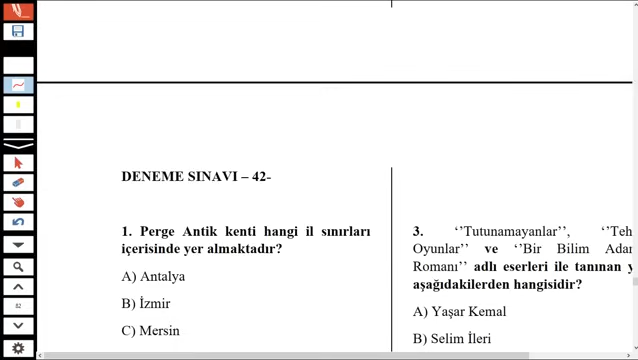 DENEME SINAVI – 42-
1. Perge Antik kenti hangi il sınırları
içerisinde yer almaktadır?
A) Antalya
B) İzmir
C) Mersin
3. ‘’Tutunamayanlar’’,
Oyunlar’’ ve ‘’Bir Bilim
Romanı’’ adlı eserleri ile tanınan
aşağıdakilerden hangisidir?
A) Yaşar Kemal
B) Selim İleri
82